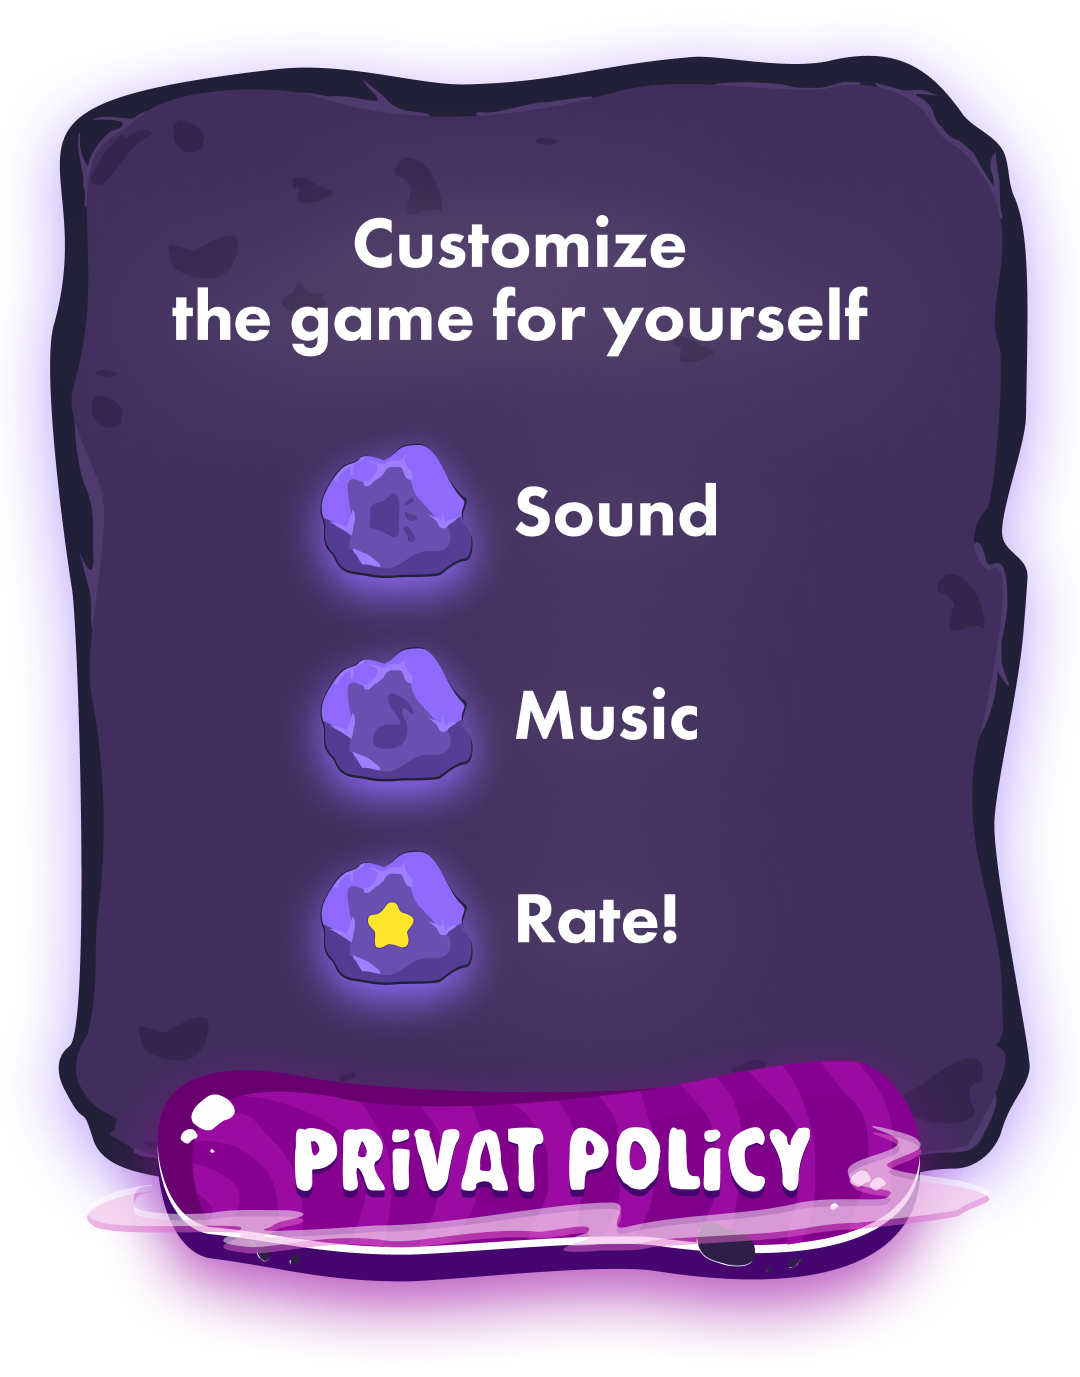 Customize
the game for yourself
Sound
Music
Rate!
PRiVAT POLiCY